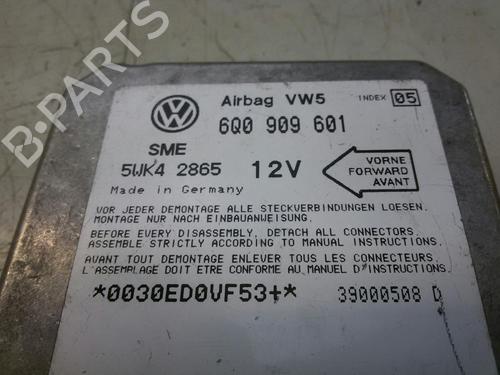 B-PARTS
Airbag VW5 INDEX 05
6Q0 909 601
SME
5WK4 2865 12V
VORNE
FORWARD
AVANT
Made in Germany
VOR JEDER DEMONTAGE ALLE STECKVERBINDUNGEN LOESEN.
MONTAGE NUR NACH EINBAUANWEISUNG.
BEFORE EVERY DISASSEMBLY, DETACH ALL CONNECTORS.
ASSEMBLE STRICTLY ACCORDING TO MANUAL INSTRUCTIONS.
AVANT TOUT DEMONTAGE ENLEVER TOUS LES CONNECTEURS.
L'ASSEMBLAGE DOIT ETRE CONFORME AU MANUEL D'INSTRUCTIONS.
*0030ED0VF53+* 39000508 D